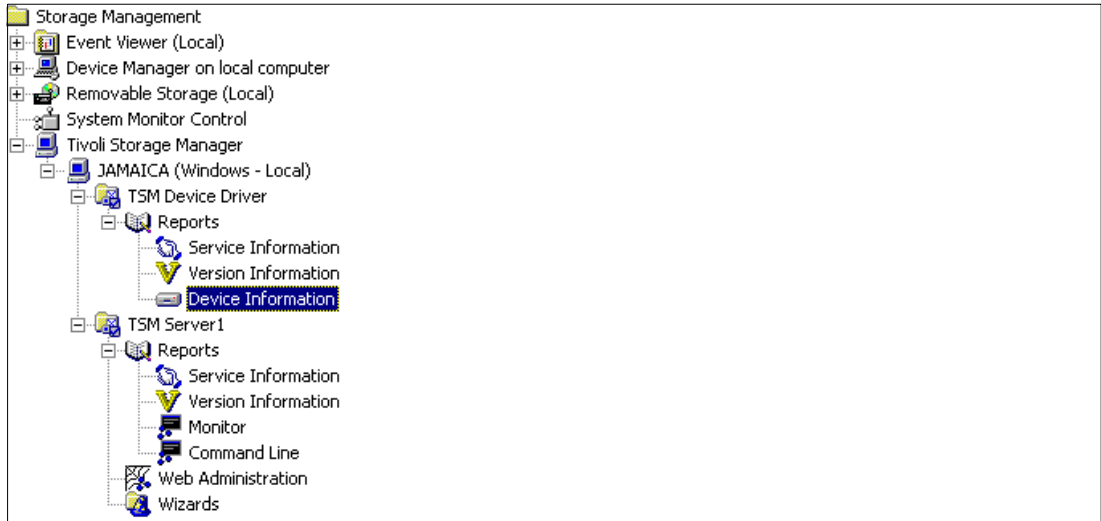 Storage Management
Event Viewer (Local)
Device Manager on local computer
Removable Storage (Local)
System Monitor Control
Tivoli Storage Manager
JAMAICA (Windows - Local)
TSM Device Driver
Reports
Service Information
Version Information
Device Information
TSM Server1
Reports
Service Information
Version Information
Monitor
Command Line
Web Administration
Wizards